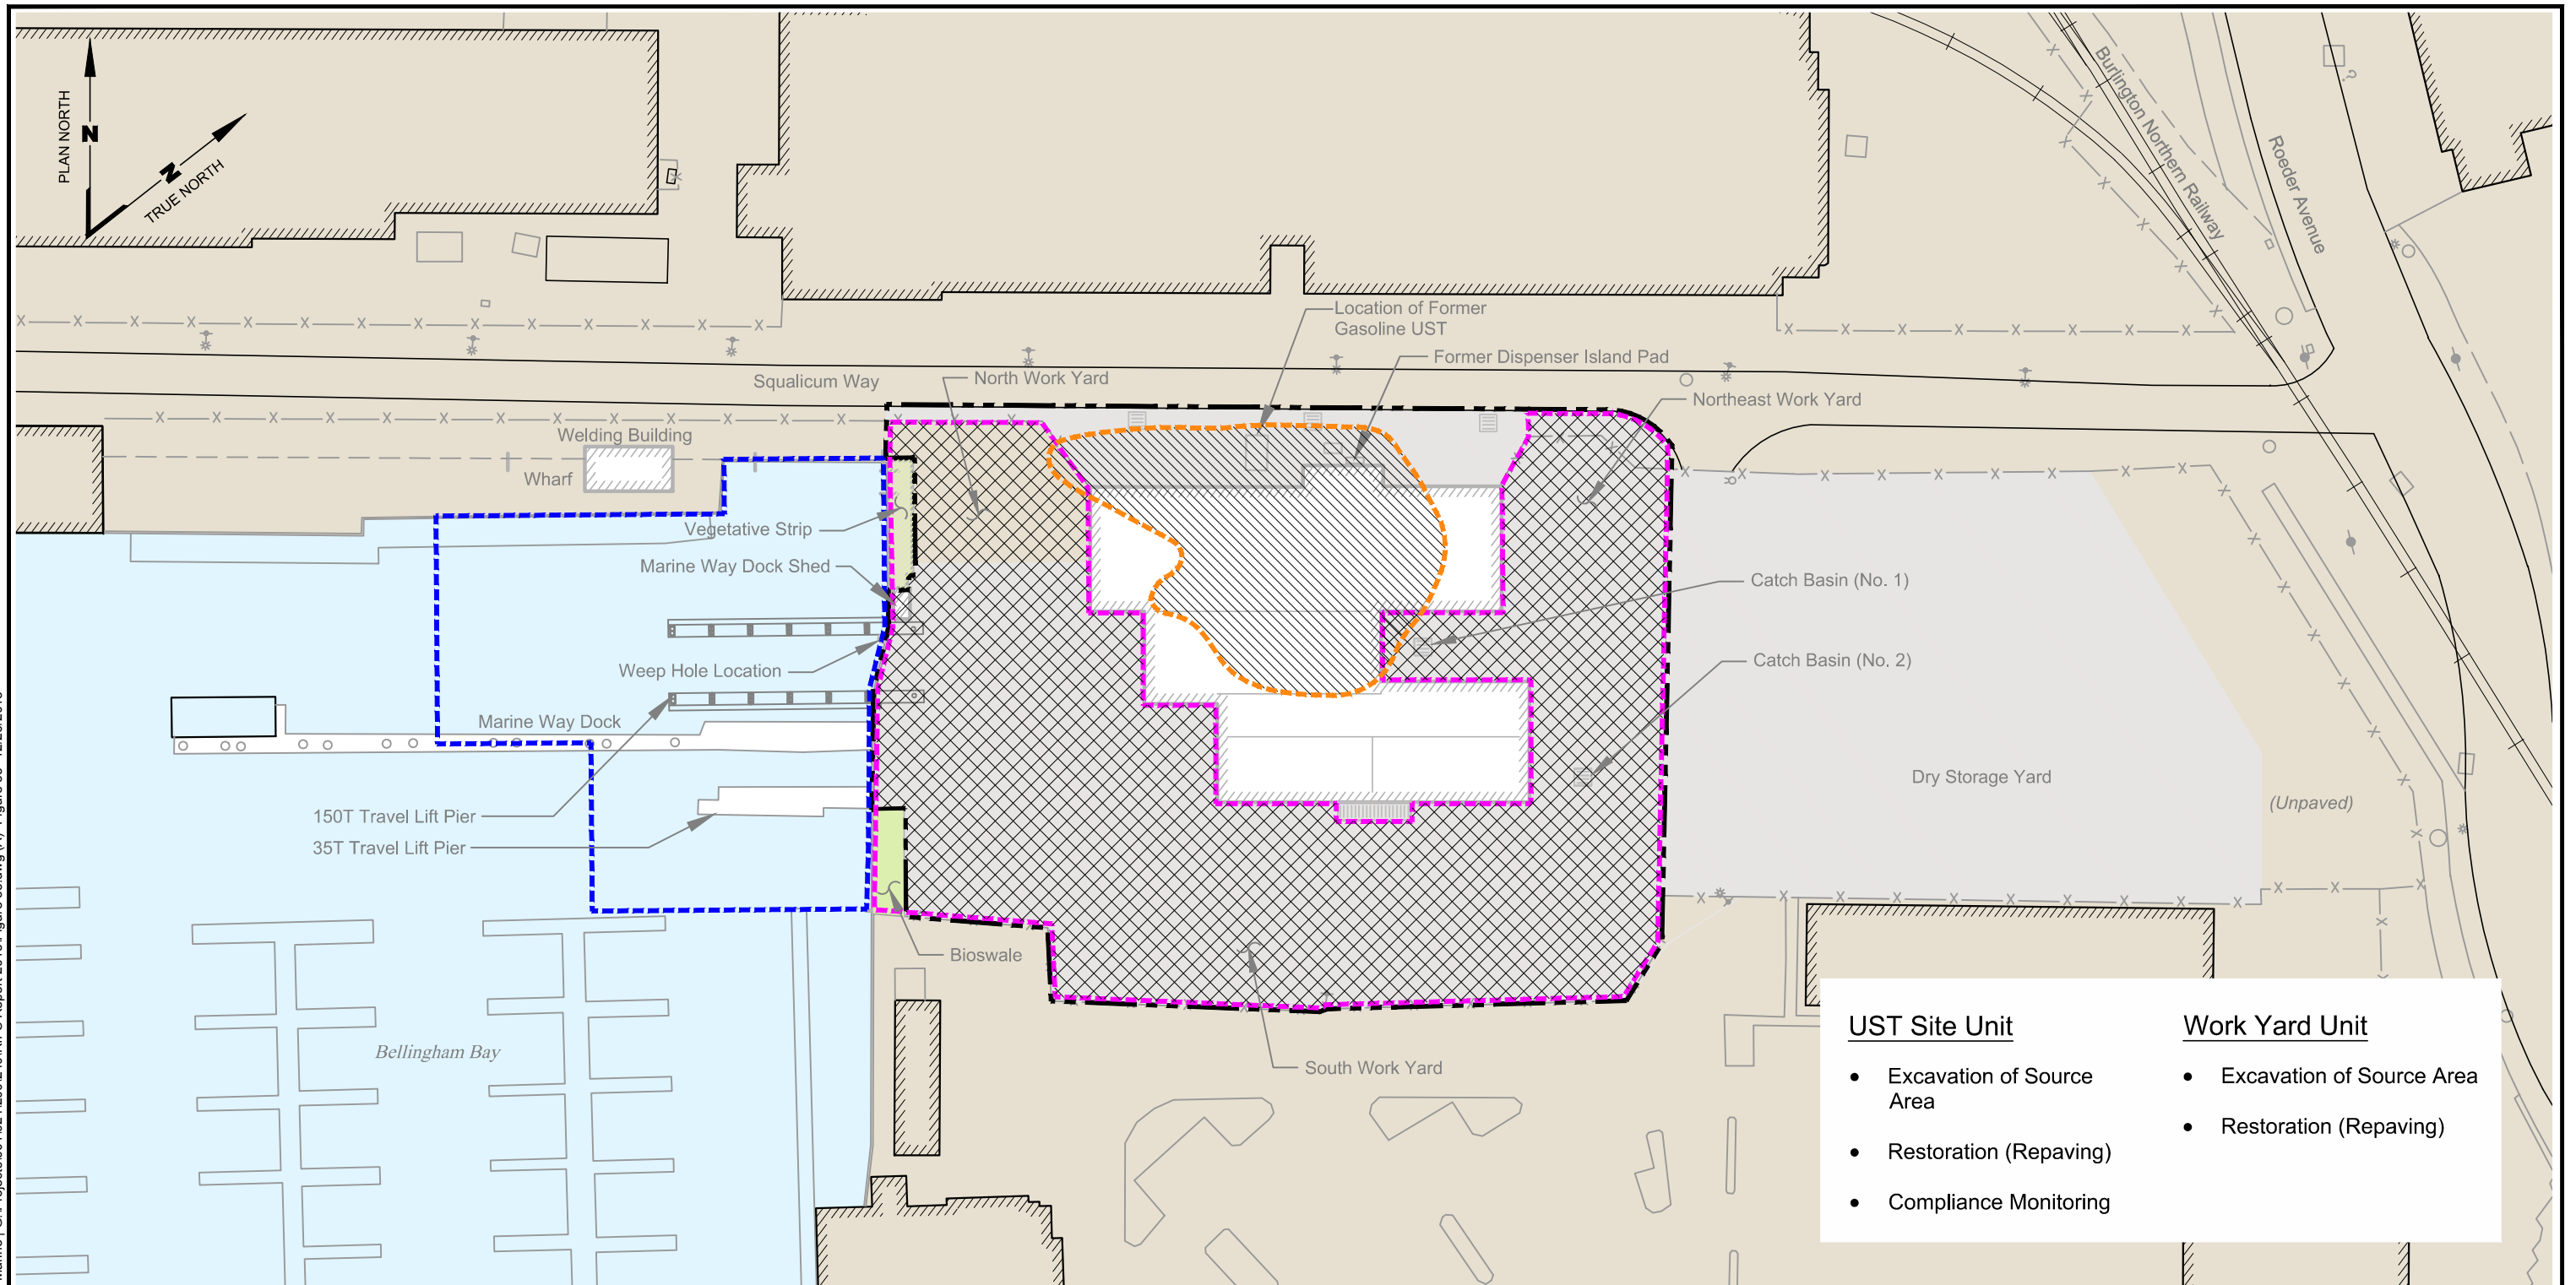 PLAN NORTH
N
N
TRUE NORTH
Burlington Northern Railway
Roeder Avenue
Location of Former
Gasoline UST
Former Dispenser Island Pad
Squalicum Way
North Work Yard
Northeast Work Yard
Welding Building
Wharf
Vegetative Strip
Marine Way Dock Shed
Catch Basin (No. 1)
Weep Hole Location
Catch Basin (No. 2)
Marine Way Dock
Dry Storage Yard
(Unpaved)
150T Travel Lift Pier
35T Travel Lift Pier
Bioswale
Bellingham Bay
South Work Yard
UST Site Unit
• Excavation of Source
Area
• Restoration (Repaving)
• Compliance Monitoring
Work Yard Unit
• Excavation of Source Area
• Restoration (Repaving)